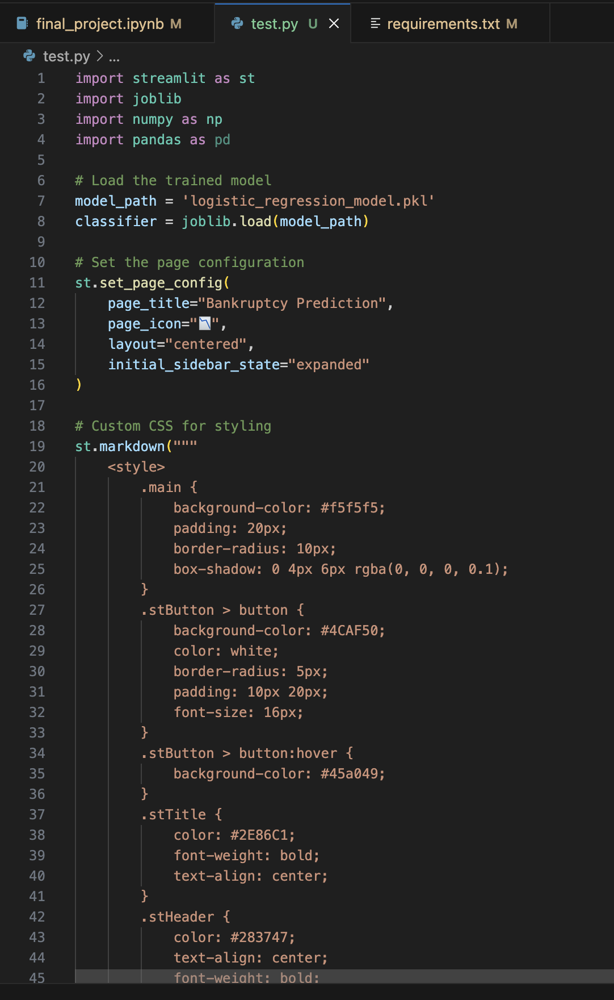 final_project.ipynb M
test.py U
requirements.txt M
test.py > ...
1 import streamlit as st
2 import joblib
3 import numpy as np
4 import pandas as pd
5
6 # Load the trained model
7 model_path = 'logistic_regression_model.pkl'
8 classifier = joblib.load(model_path)
9
10 # Set the page configuration
11 st.set_page_config(
12     page_title="Bankruptcy Prediction",
13     page_icon="📉",
14     layout="centered",
15     initial_sidebar_state="expanded"
16 )
17
18 # Custom CSS for styling
19 st.markdown("""
20     <style>
21         .main {
22             background-color: #f5f5f5;
23             padding: 20px;
24             border-radius: 10px;
25             box-shadow: 0 4px 6px rgba(0, 0, 0, 0.1);
26         }
27         .stButton > button {
28             background-color: #4CAF50;
29             color: white;
30             border-radius: 5px;
31             padding: 10px 20px;
32             font-size: 16px;
33         }
34         .stButton > button:hover {
35             background-color: #45a049;
36         }
37         .stTitle {
38             color: #2E86C1;
39             font-weight: bold;
40             text-align: center;
41         }
42         .stHeader {
43             color: #283747;
44             text-align: center;
45             font-weight: bold;